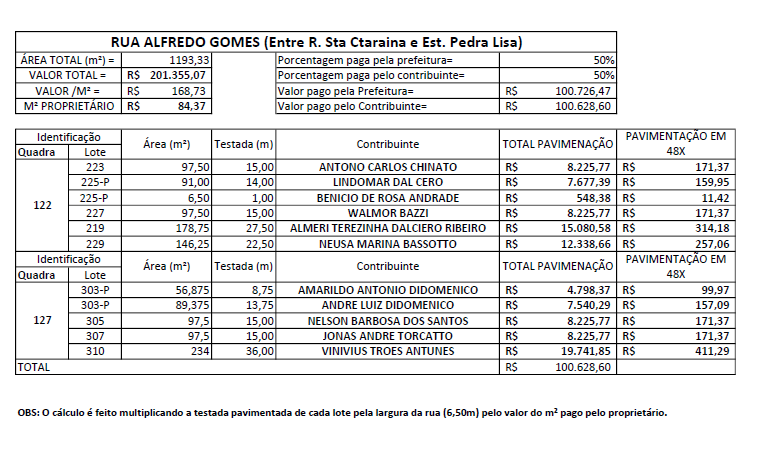 RUA ALFREDO GOMES (Entre R. Sta Ctaraina e Est. Pedra Lisa)
ÁREA TOTAL (m²) = 1193,33 Porcentagem paga pela prefeitura= 50%
VALOR TOTAL = R$ 201.355,07 Porcentagem paga pelo contribuinte= 50%
VALOR /M² = R$ 168,73 Valor pago pela Prefeitura= R$ 100.726,47
M² PROPRIETÁRIO R$ 84,37 Valor pago pelo Contribuinte= R$ 100.628,60
Identificação Área (m²) Testada (m) Contribuinte TOTAL PAVIMENAÇÃO PAVIMENTAÇÃO EM 48X
Quadra Lote
122
223 97,50 15,00 ANTONO CARLOS CHINATO R$ 8.225,77 R$ 171,37
225-P 91,00 14,00 LINDOMAR DAL CERO R$ 7.677,39 R$ 159,95
225-P 6,50 1,00 BENICIO DE ROSA ANDRADE R$ 548,38 R$ 11,42
227 97,50 15,00 WALMOR BAZZI R$ 8.225,77 R$ 171,37
219 178,75 27,50 ALMERI TEREZINHA DALCIERO RIBEIRO R$ 15.080,58 R$ 314,18
229 146,25 22,50 NEUSA MARINA BASSOTTO R$ 12.338,66 R$ 257,06
Identificação Área (m²) Testada (m) Contribuinte TOTAL PAVIMENAÇÃO PAVIMENTAÇÃO EM 48X
Quadra Lote
127
303-P 56,875 8,75 AMARILDO ANTONIO DIDOMENICO R$ 4.798,37 R$ 99,97
303-P 89,375 13,75 ANDRE LUIZ DIDOMENICO R$ 7.540,29 R$ 157,09
305 97,5 15,00 NELSON BARBOSA DOS SANTOS R$ 8.225,77 R$ 171,37
307 97,5 15,00 JONAS ANDRE TORCATTO R$ 8.225,77 R$ 171,37
310 234 36,00 VINIVIUS TROES ANTUNES R$ 19.741,85 R$ 411,29
TOTAL R$ 100.628,60
OBS: O cálculo é feito multiplicando a testada pavimentada de cada lote pela largura da rua (6,50m) pelo valor do m² pago pelo proprietário.